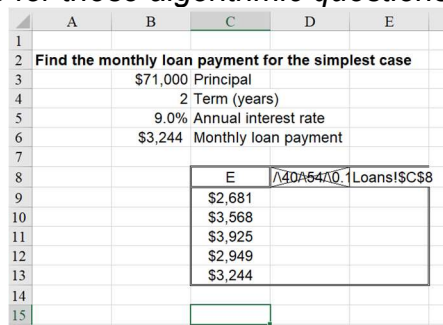 for those algorithmic questions
A B C D E
1
2 Find the monthly loan payment for the simplest case
3 $71,000 Principal
4 2 Term (years)
5 9.0% Annual interest rate
6 $3,244 Monthly loan payment
7
8 E Loans!$C$8
9 $2,681
10 $3,568
11 $3,925
12 $2,949
13 $3,244
14
15